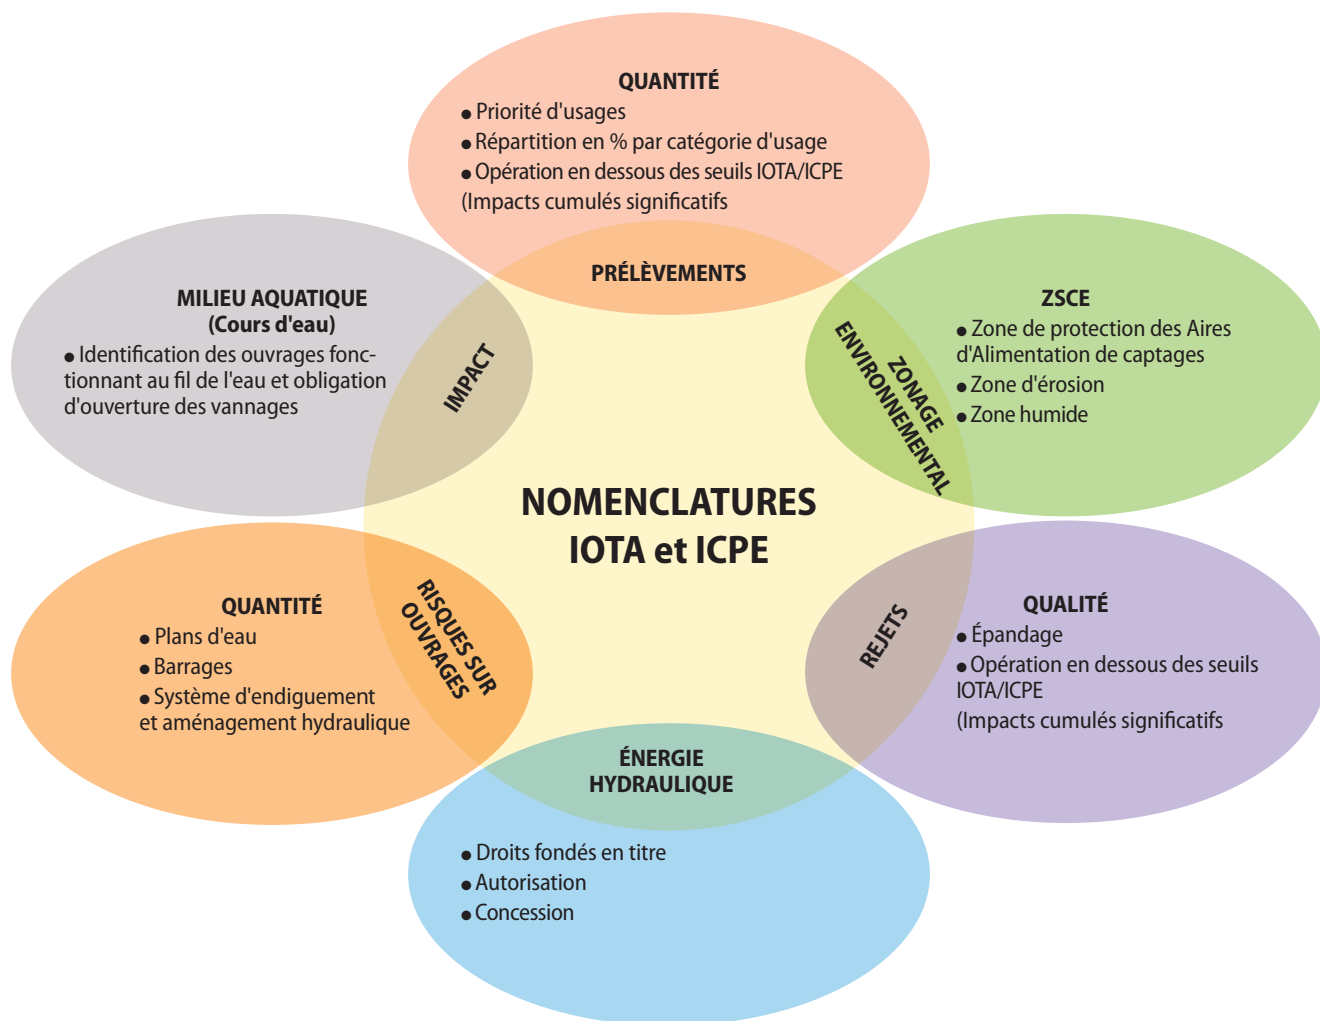 QUANTITÉ
● Priorité d'usages
● Répartition en % par catégorie d'usage
● Opération en dessous des seuils IOTA/ICPE
(Impacts cumulés significatifs
PRÉLÈVEMENTS
MILIEU AQUATIQUE
(Cours d'eau)
● Identification des ouvrages fonc-
tionnant au fil de l'eau et obligation
d'ouverture des vannages
IMPACT
ZONAGE
ENVIRONNEMENTAL
ZSCE
● Zone de protection des Aires
d'Alimentation de captages
● Zone d'érosion
● Zone humide
NOMENCLATURES
IOTA et ICPE
QUANTITÉ
● Plans d'eau
● Barrages
● Système d'endiguement
et aménagement hydraulique
RISQUES SUR
OUVRAGES
REJETS
QUALITÉ
● Épandage
● Opération en dessous des seuils
IOTA/ICPE
(Impacts cumulés significatifs
ÉNERGIE
HYDRAULIQUE
● Droits fondés en titre
● Autorisation
● Concession